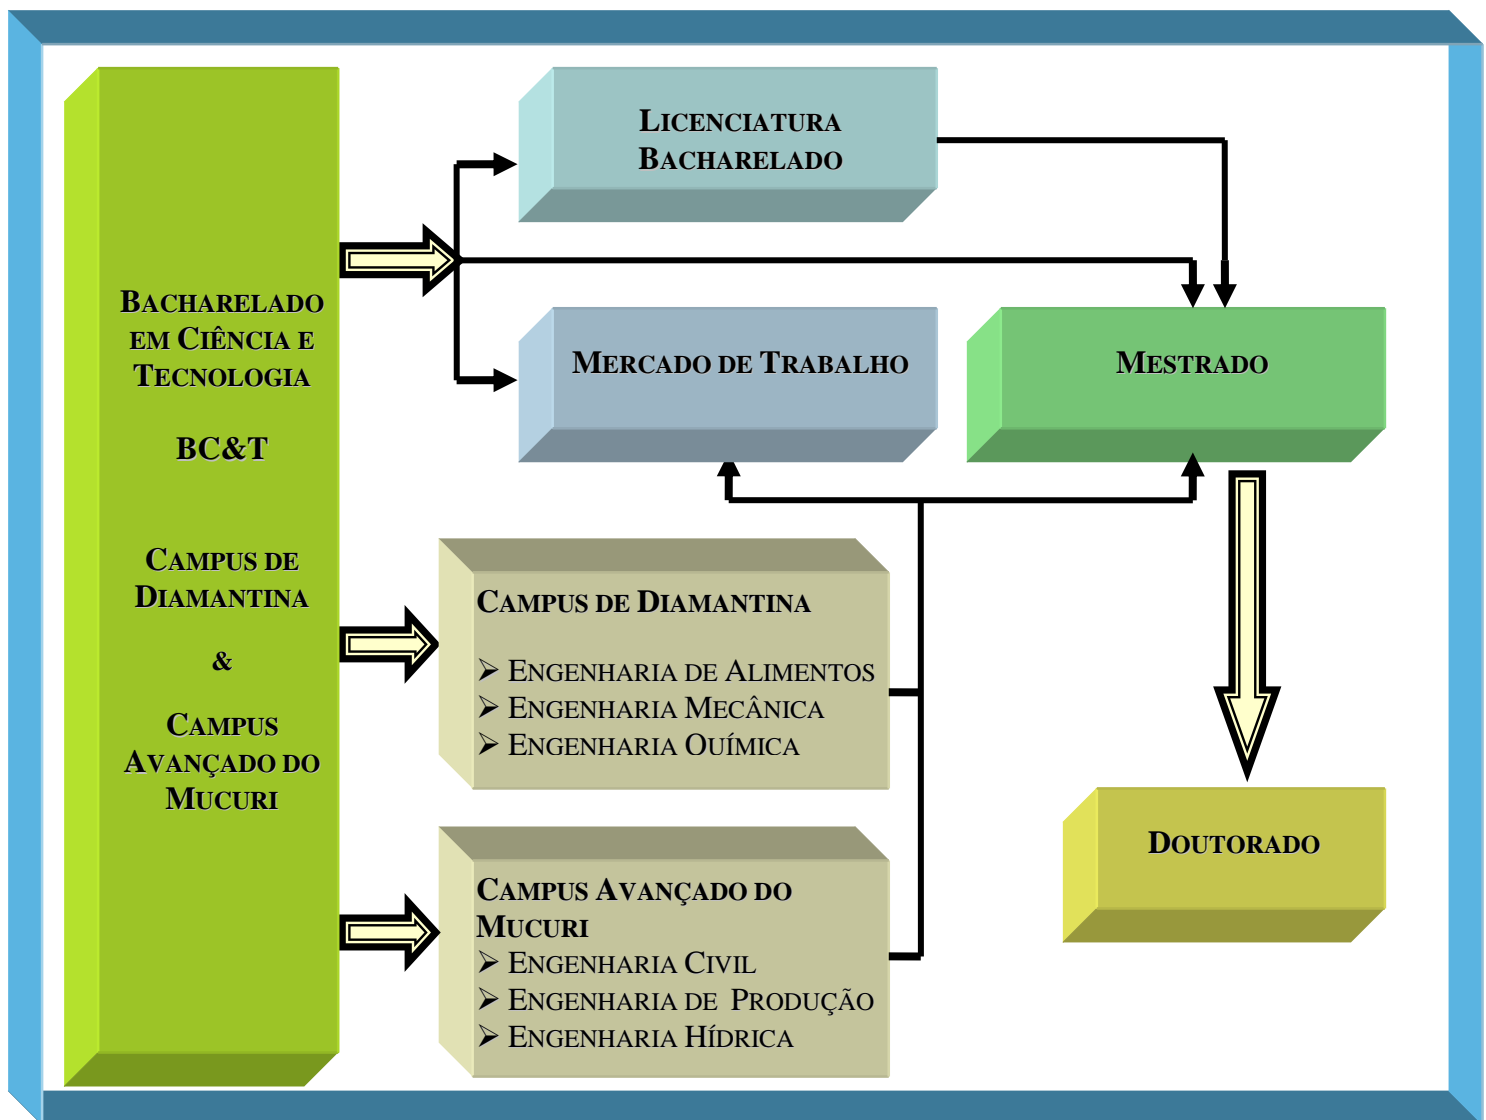 BACHARELADO
EM CIÊNCIA E
TECNOLOGIA
BC&T
CAMPUS DE
DIAMANTINA
&
CAMPUS
AVANÇADO DO
MUCURI
LICENCIATURA
BACHARELADO
MERCADO DE TRABALHO
MESTRADO
CAMPUS DE DIAMANTINA
➢ ENGENHARIA DE ALIMENTOS
➢ ENGENHARIA MECÂNICA
➢ ENGENHARIA QUÍMICA
CAMPUS AVANÇADO DO
MUCURI
➢ ENGENHARIA CIVIL
➢ ENGENHARIA DE PRODUÇÃO
➢ ENGENHARIA HÍDRICA
DOUTORADO